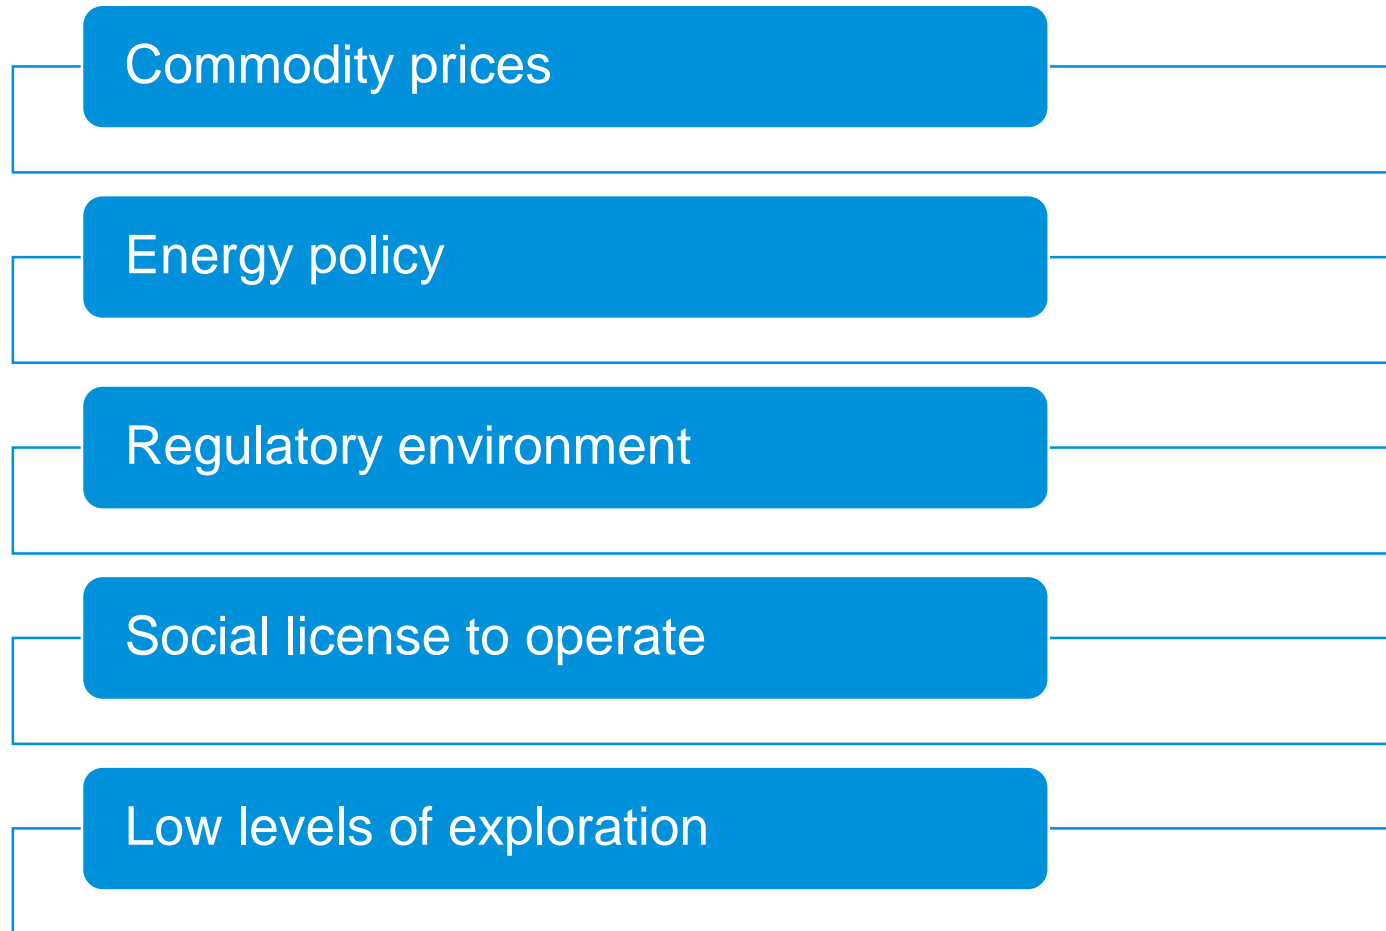 Commodity prices
Energy policy
Regulatory environment
Social license to operate
Low levels of exploration